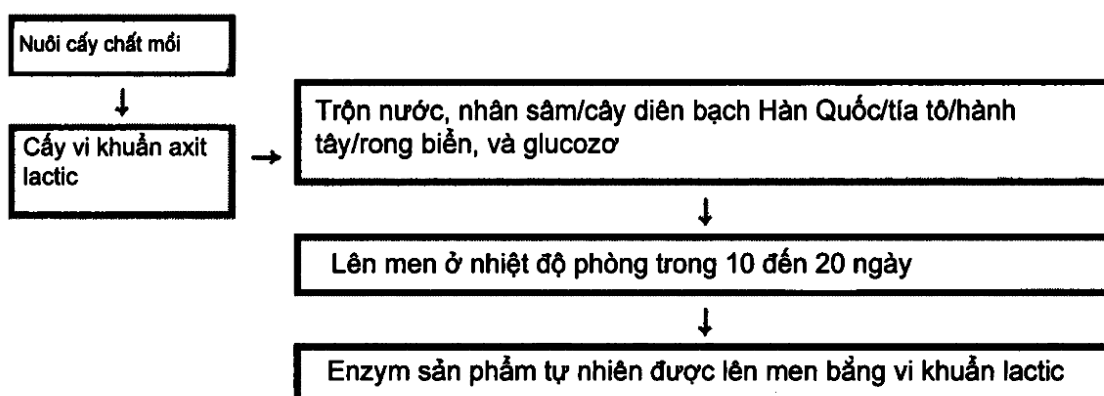 Nuôi cấy chất mồi
Cấy vi khuẩn axit
lactic
Trộn nước, nhân sâm/cây diên bạch Hàn Quốc/tía tô/hành
tây/rong biển, và glucozơ
Lên men ở nhiệt độ phòng trong 10 đến 20 ngày
Enzym sản phẩm tự nhiên được lên men bằng vi khuẩn lactic